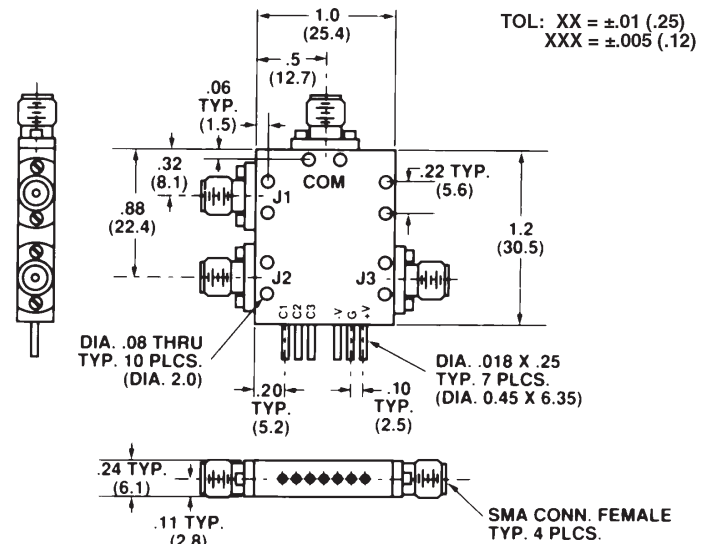 TOL: XX = ±.01 (.25)
XXX = ±.005 (.12)
1.0
(25.4)
.5
(12.7)
.06
TYP.
(1.5)
.32
(8.1)
.88
(22.4)
COM
J1
J2
J3
.22 TYP.
(5.6)
1.2
(30.5)
C1
C2
C3
-V
G
+V
DIA. .08 THRU
TYP. 10 PLCS.
(DIA. 2.0)
.20
TYP.
(5.2)
.10
TYP.
(2.5)
DIA. .018 X .25
TYP. 7 PLCS.
(DIA. 0.45 X 6.35)
.24 TYP.
(6.1)
.11 TYP.
(2.8)
SMA CONN. FEMALE
TYP. 4 PLCS.